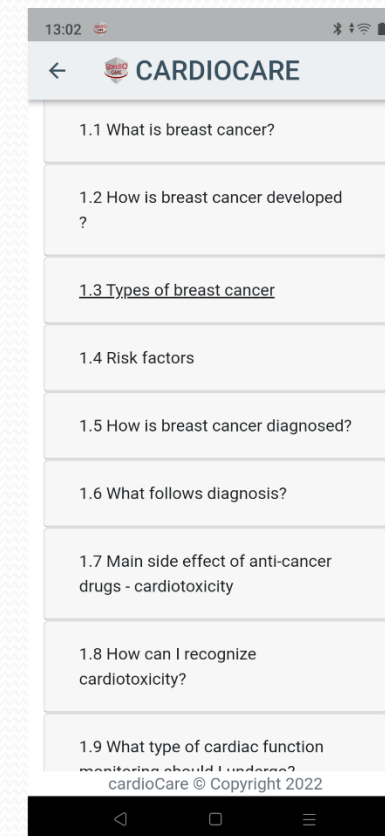 13:02
CARDIOCARE
1.1 What is breast cancer?
1.2 How is breast cancer developed
?
1.3 Types of breast cancer
1.4 Risk factors
1.5 How is breast cancer diagnosed?
1.6 What follows diagnosis?
1.7 Main side effect of anti-cancer
drugs - cardiotoxicity
1.8 How can I recognize
cardiotoxicity?
1.9 What type of cardiac function
monitoring should I undergo?
cardioCare © Copyright 2022